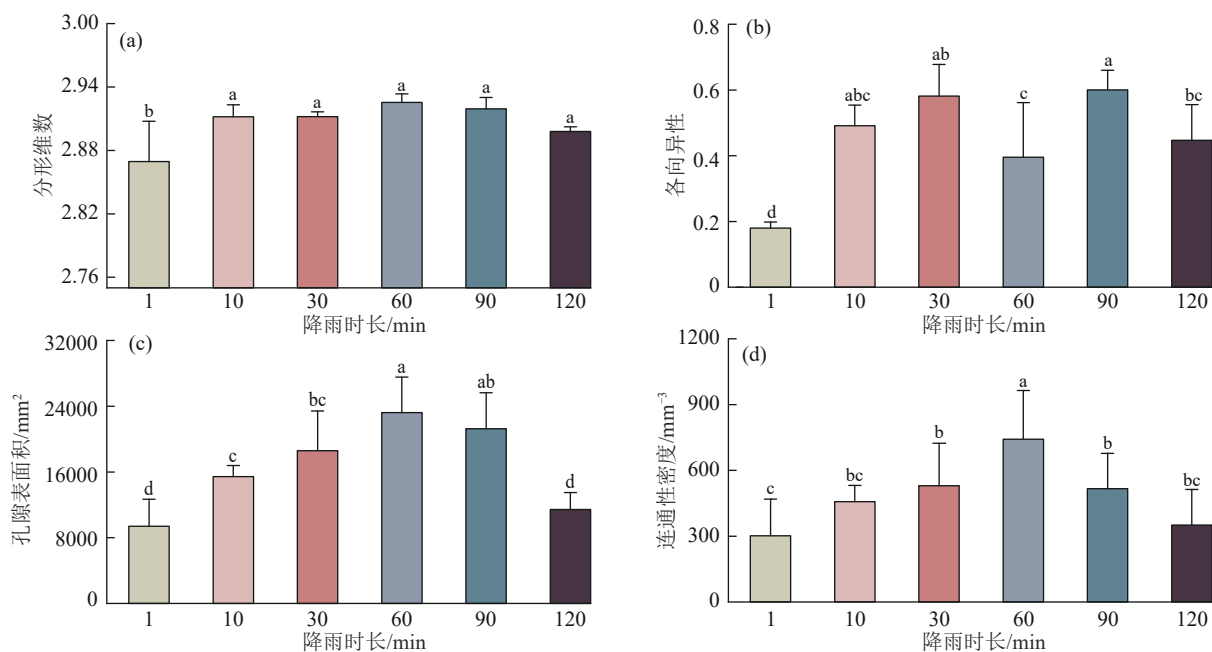 (a)
分形维数
3.00
2.94
2.88
2.82
2.76
b
a
a
a
a
a
1 10 30 60 90 120
降雨时长/min
(b)
各向异性
0.8
0.6
0.4
0.2
0
d
abc
ab
c
a
bc
1 10 30 60 90 120
降雨时长/min
(c)
孔隙表面积/mm²
32000
24000
16000
8000
0
d
c
bc
a
ab
d
1 10 30 60 90 120
降雨时长/min
(d)
连通性密度/mm⁻³
1200
900
600
300
0
c
bc
b
a
b
bc
1 10 30 60 90 120
降雨时长/min